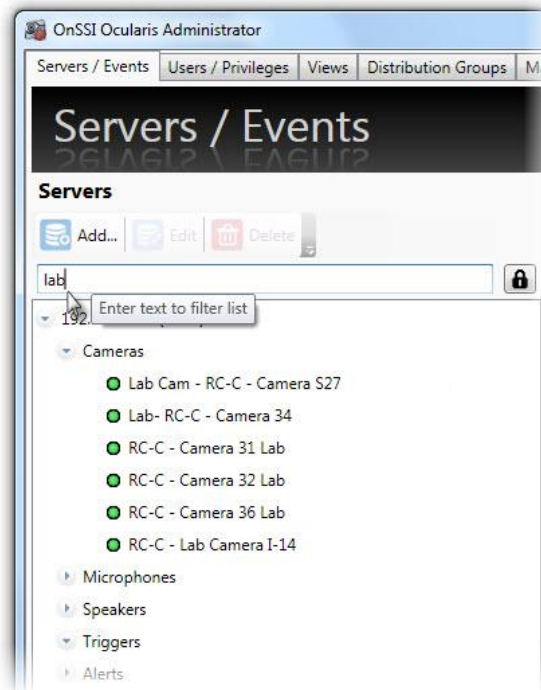 OnSSI Ocularis Administrator
Servers / Events Users / Privileges Views Distribution Groups
Servers / Events
Servers
Add... Edit Delete
lab
Enter text to filter list
192.
Cameras
Lab Cam - RC-C - Camera S27
Lab- RC-C - Camera 34
RC-C - Camera 31 Lab
RC-C - Camera 32 Lab
RC-C - Camera 36 Lab
RC-C - Lab Camera I-14
Microphones
Speakers
Triggers
Alerts